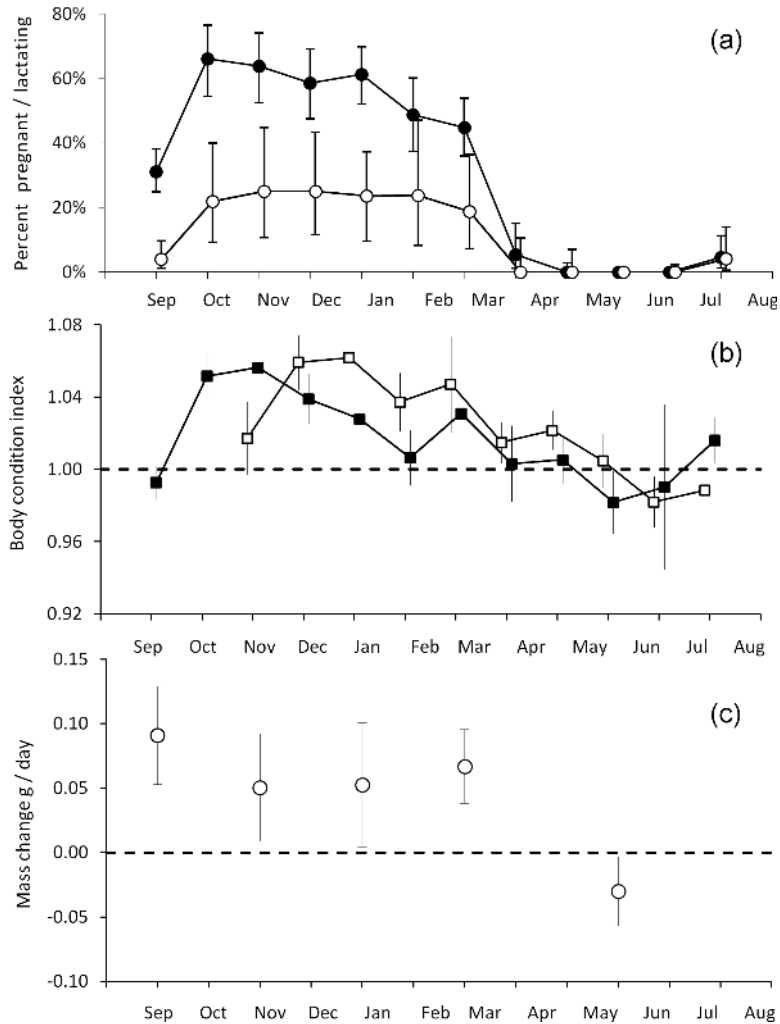 (a)
Percent pregnant / lactating
80%
60%
40%
20%
0%
Sep Oct Nov Dec Jan Feb Mar Apr May Jun Jul Aug
(b)
Body condition index
1.08
1.04
1.00
0.96
0.92
Sep Oct Nov Dec Jan Feb Mar Apr May Jun Jul Aug
(c)
Mass change g / day
0.15
0.10
0.05
0.00
-0.05
-0.10
Sep Oct Nov Dec Jan Feb Mar Apr May Jun Jul Aug